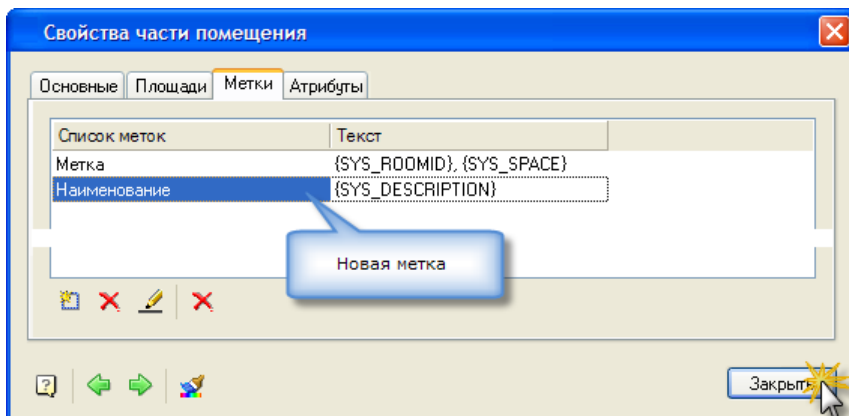 Свойства части помещения
Основные Площади Метки Атрибуты
Список меток Текст
Метка {SYS_ROOMID}, {SYS_SPACE}
Наименование {SYS_DESCRIPTION}
Новая метка
Закрыть